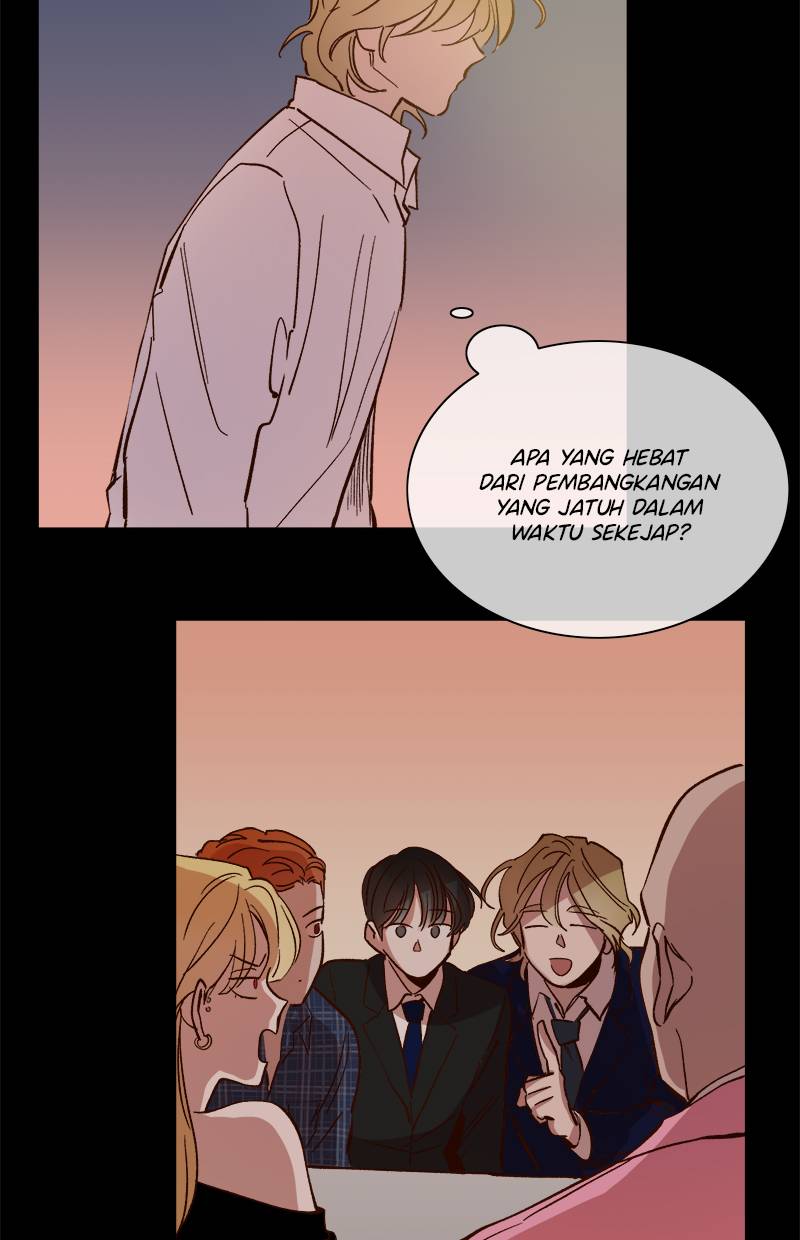 APA YANG HEBAT
DARI PEMBANGKANGAN
YANG JATUH DALAM
WAKTU SEKEJAP?